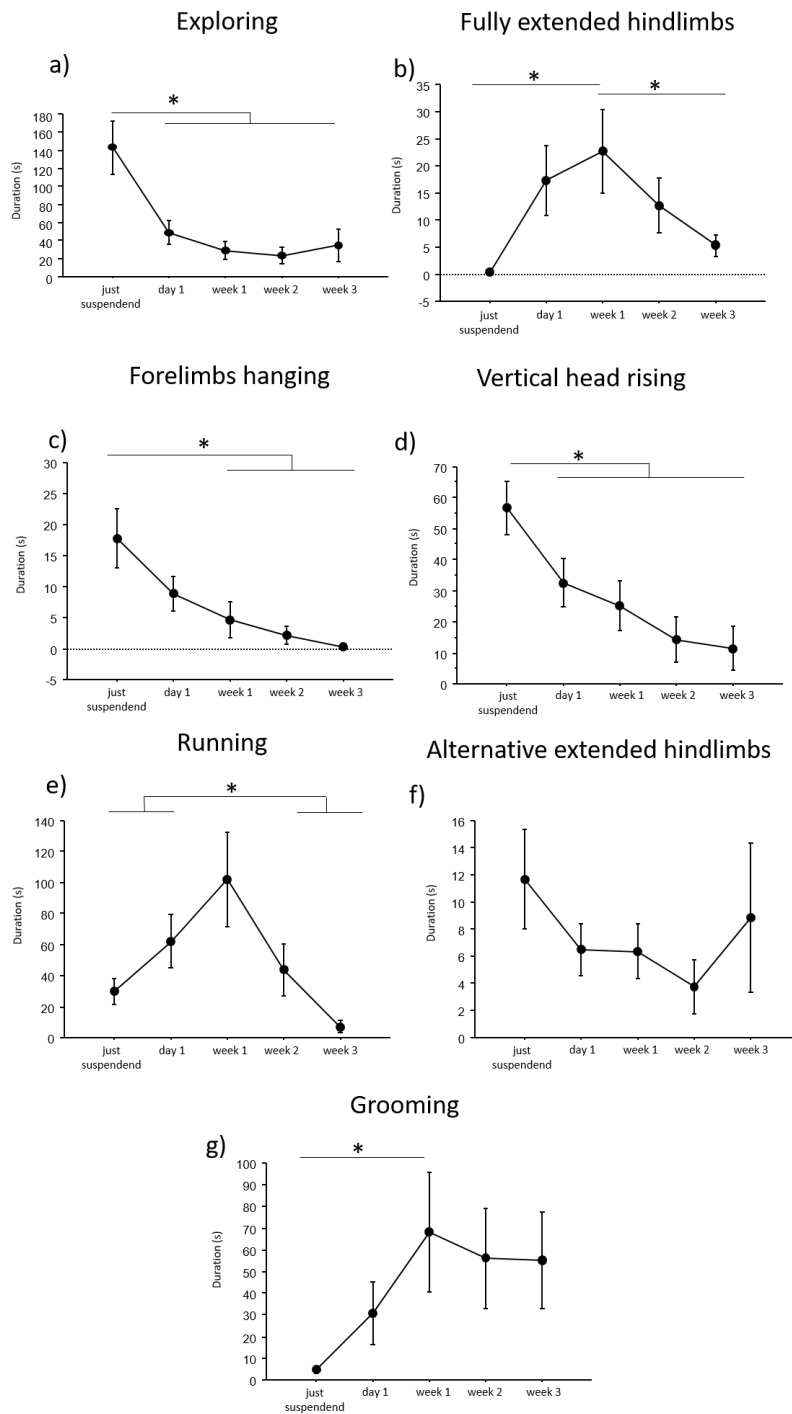 Exploring
a)
*
Duration (s)
180
160
140
120
100
80
60
40
20
0
just suspendend
day 1
week 1
week 2
week 3
Fully extended hindlimbs
b)
*
*
Duration (s)
35
30
25
20
15
10
5
0
-5
just suspendend
day 1
week 1
week 2
week 3
Forelimbs hanging
c)
*
Duration (s)
30
25
20
15
10
5
0
-5
just suspendend
day 1
week 1
week 2
week 3
Vertical head rising
d)
*
Duration (s)
70
60
50
40
30
20
10
0
just suspendend
day 1
week 1
week 2
week 3
Running
e)
*
Duration (s)
140
120
100
80
60
40
20
0
just suspendend
day 1
week 1
week 2
week 3
Alternative extended hindlimbs
f)
Duration (s)
16
14
12
10
8
6
4
2
0
just suspendend
day 1
week 1
week 2
week 3
Grooming
g)
*
Duration (s)
100
90
80
70
60
50
40
30
20
10
0
just suspendend
day 1
week 1
week 2
week 3